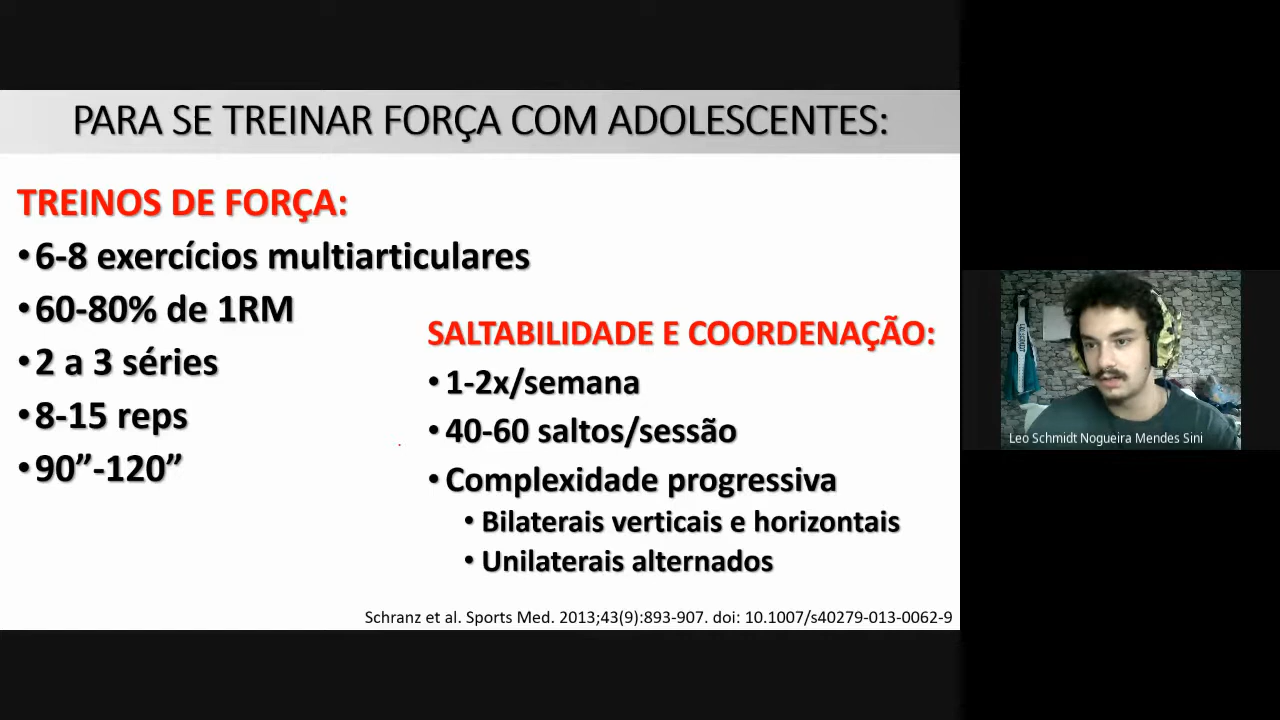 PARA SE TREINAR FORÇA COM ADOLESCENTES:
TREINOS DE FORÇA:
•6-8 exercícios multiarticulares
•60-80% de 1RM
•2 a 3 séries
•8-15 reps
•90”-120”
SALTABILIDADE E COORDENAÇÃO:
•1-2x/semana
•40-60 saltos/sessão
•Complexidade progressiva
•Bilaterais verticais e horizontais
•Unilaterais alternados
Schranz et al. Sports Med. 2013;43(9):893-907. doi: 10.1007/s40279-013-0062-9
Leo Schmidt Nogueira Mendes Sini